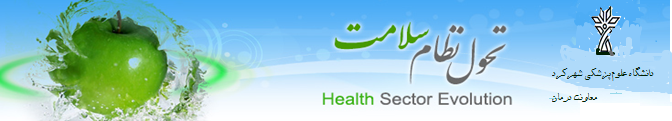 تحول نظام سلامت
Health Sector Evolution
دانشگاه علوم پزشکی شهرکرد
معاونت درمان